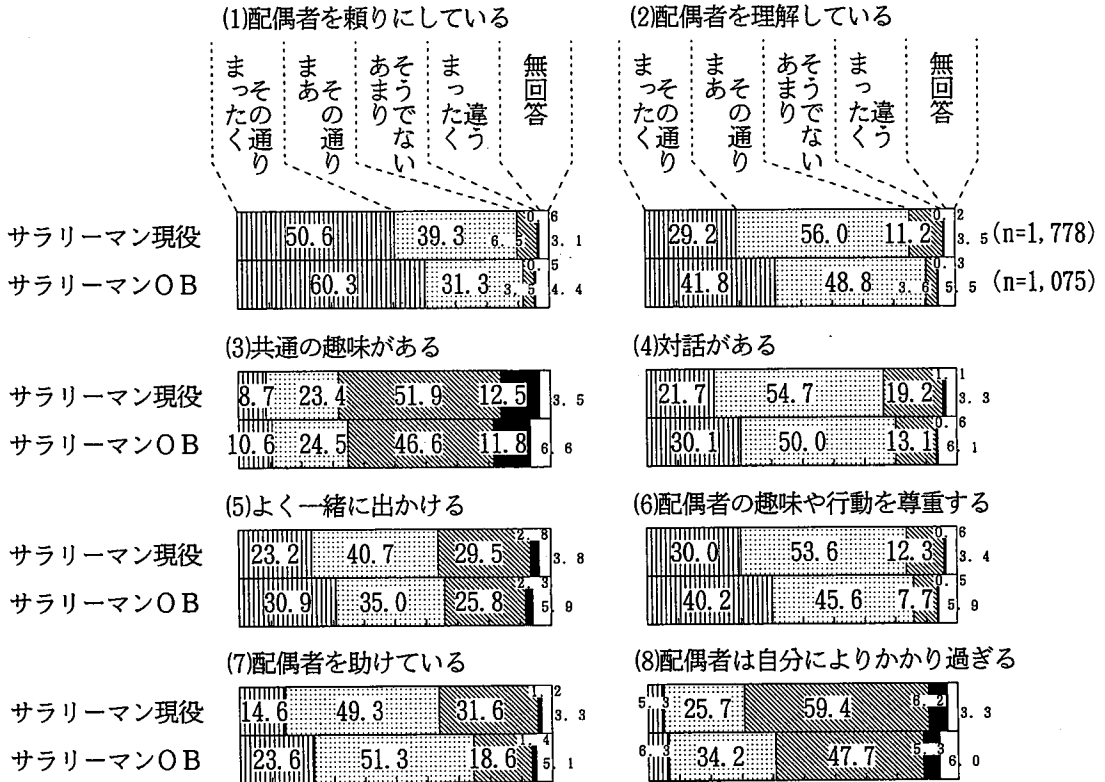 (1)配偶者を頼りにしている
まったくその通り
まあその通り
あまりそうでない
まったく違う
無回答
サラリーマン現役 50.6 39.3 6.5 0.6 3.1
サラリーマンOB 60.3 31.3 3.5 0.5 4.4
(2)配偶者を理解している
まったくその通り
まあその通り
あまりそうでない
まったく違う
無回答
29.2 56.0 11.2 0.2 3.5 (n=1,778)
41.8 48.8 3.6 0.3 5.5 (n=1,075)
(3)共通の趣味がある
サラリーマン現役 8.7 23.4 51.9 12.5 3.5
サラリーマンOB 10.6 24.5 46.6 11.8 6.6
(4)対話がある
21.7 54.7 19.2 1.1 3.3
30.1 50.0 13.1 0.6 6.1
(5)よく一緒に出かける
サラリーマン現役 23.2 40.7 29.5 2.8 3.8
サラリーマンOB 30.9 35.0 25.8 2.3 5.9
(6)配偶者の趣味や行動を尊重する
30.0 53.6 12.3 0.6 3.4
40.2 45.6 7.7 0.5 5.9
(7)配偶者を助けている
サラリーマン現役 14.6 49.3 31.6 1.2 3.3
サラリーマンOB 23.6 51.3 18.6 1.4 5.1
(8)配偶者は自分によりかかり過ぎる
5.3 25.7 59.4 6.2 3.3
6.3 34.2 47.7 5.3 6.0